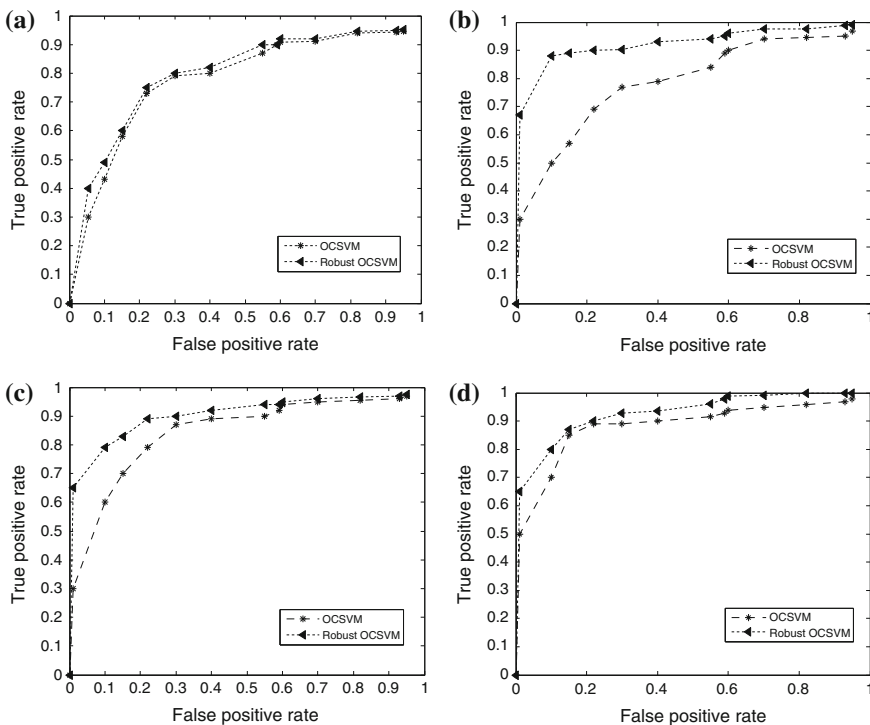 (a)
True positive rate
1
0.9
0.8
0.7
0.6
0.5
0.4
0.3
0.2
0.1
0
OCSVM
Robust OCSVM
0 0.1 0.2 0.3 0.4 0.5 0.6 0.7 0.8 0.9 1
False positive rate
(b)
True positive rate
1
0.9
0.8
0.7
0.6
0.5
0.4
0.3
0.2
0.1
0
OCSVM
Robust OCSVM
0 0.2 0.4 0.6 0.8 1
False positive rate
(c)
True positive rate
1
0.9
0.8
0.7
0.6
0.5
0.4
0.3
0.2
0.1
0
OCSVM
Robust OCSVM
0 0.1 0.2 0.3 0.4 0.5 0.6 0.7 0.8 0.9 1
False positive rate
(d)
True positive rate
1
0.9
0.8
0.7
0.6
0.5
0.4
0.3
0.2
0.1
0
OCSVM
Robust OCSVM
0 0.2 0.4 0.6 0.8 1
False positive rate